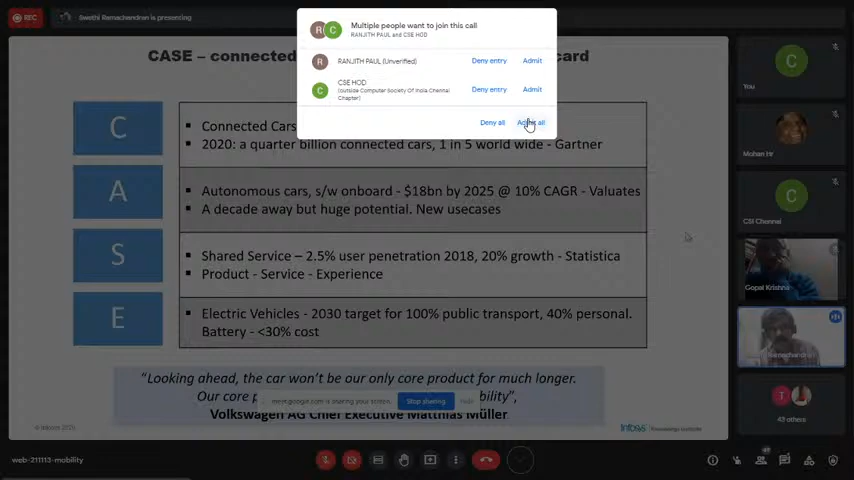 REC
Swethi Ramachandran is presenting
Multiple people want to join this call
RANJITH PAUL and CSE HOD
R
C
R
RANJITH PAUL (Unverified)
Deny entry
Admit
C
CSE HOD
(outside Computer Society Of India Chennai
Chapter)
Deny entry
Admit
Deny all
Admit all
CASE – connected
card
C
Connected Cars
2020: a quarter billion connected cars, 1 in 5 world wide - Gartner
A
Autonomous cars, s/w onboard - $18bn by 2025 @ 10% CAGR - Valuates
A decade away but huge potential. New usecases
S
Shared Service – 2.5% user penetration 2018, 20% growth - Statistica
Product - Service - Experience
E
Electric Vehicles - 2030 target for 100% public transport, 40% personal.
Battery - <30% cost
“Looking ahead, the car won’t be our only core product for much longer.
Our core
bility”,
meet.google.com is sharing your screen.
Stop sharing
Hide
Volkswagen AG Chief Executive Matthias Müller
Infosys
Knowledge Institute
C
You
Mohan Hr
C
CSI Chennai
Gopal Krishna
Ramachandran
T
43 others
web-211113-mobility
47